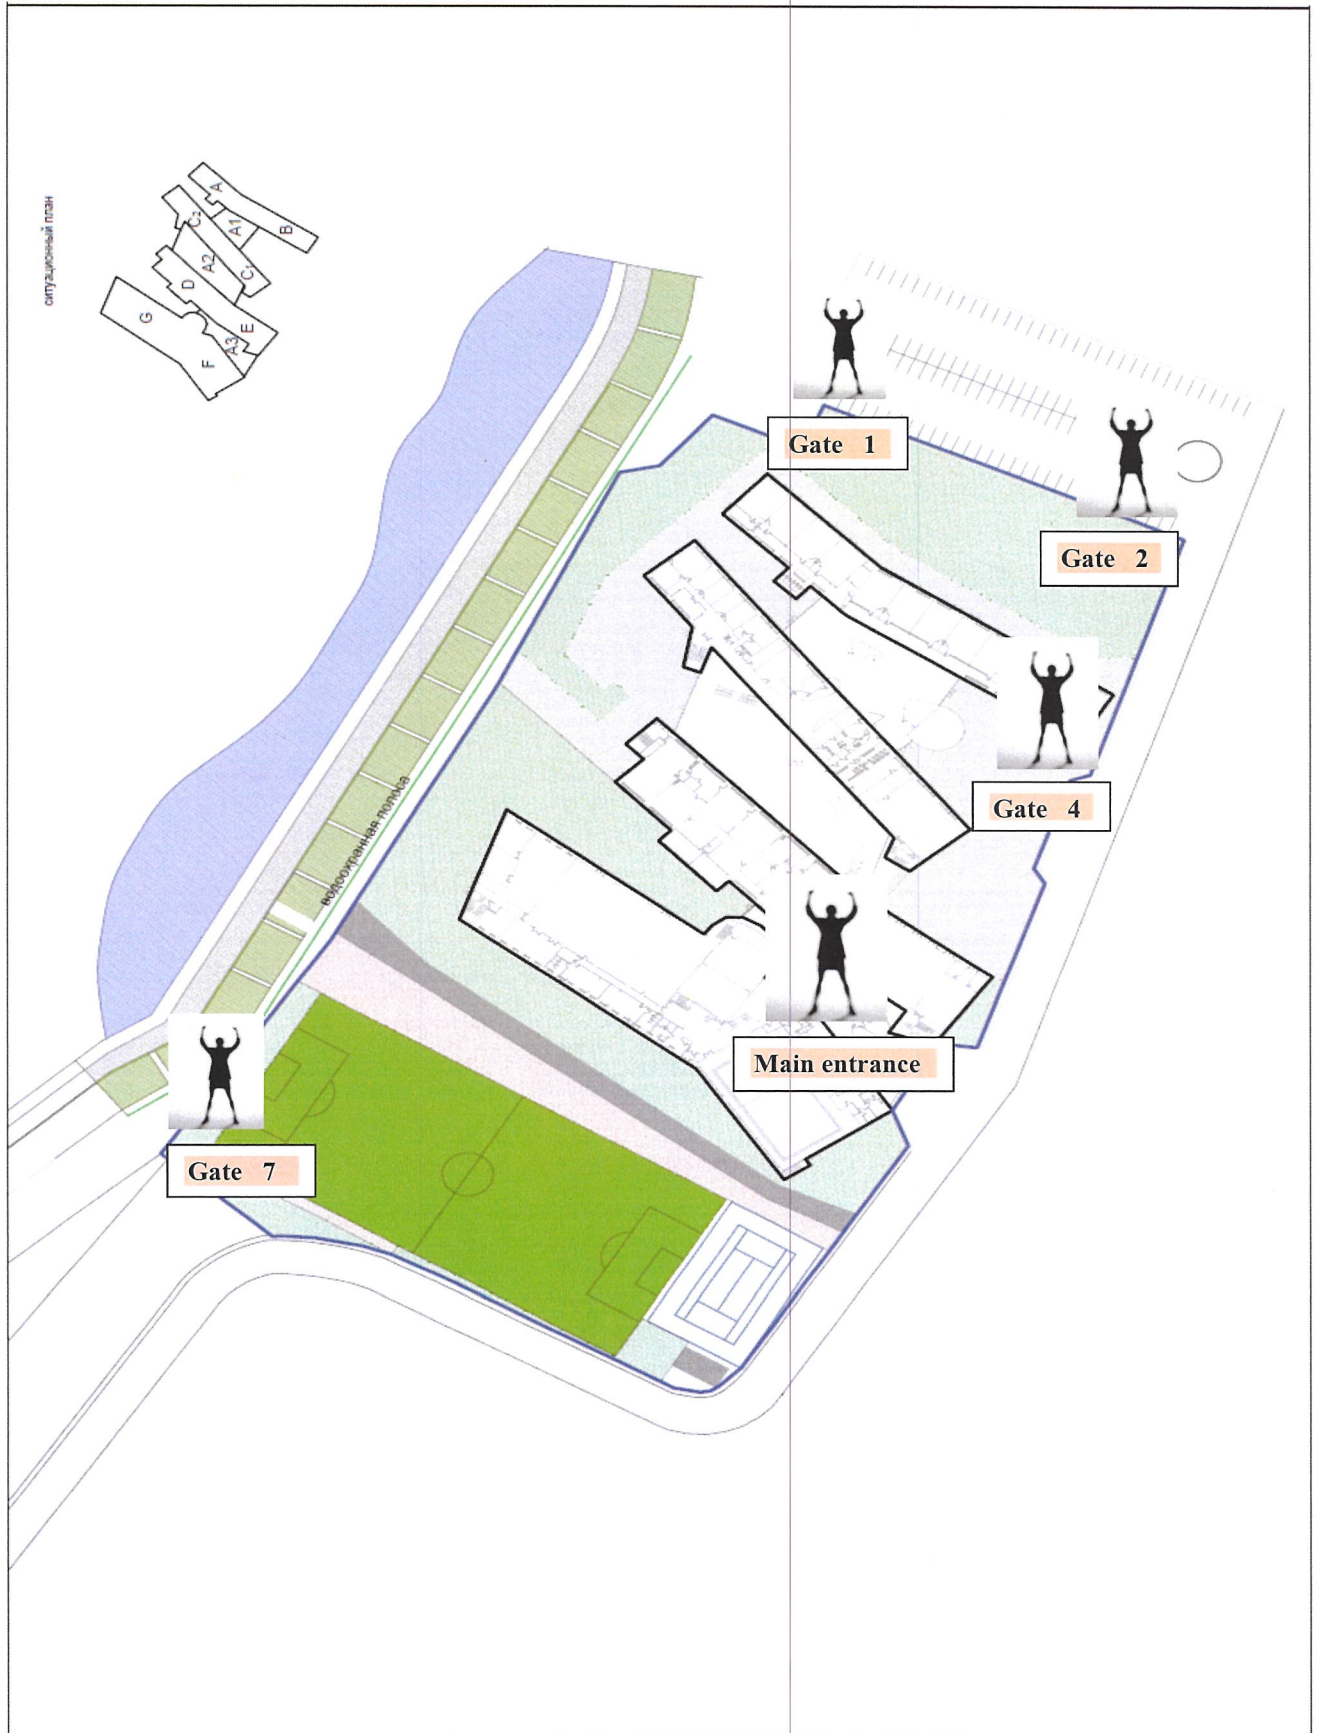 ситуационный план
A
C2
A1
B
A2
C1
D
G
E
A3
F
Gate 1
Gate 2
Gate 4
водоохранная полоса
Main entrance
Gate 7